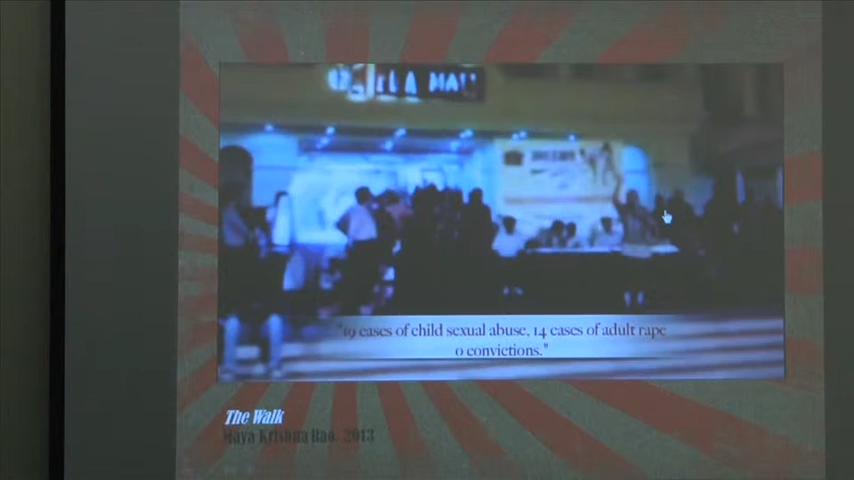 MALL
"19 cases of child sexual abuse, 14 cases of adult rape
0 convictions."
The Walk
Maya Krishna Rao, 2013